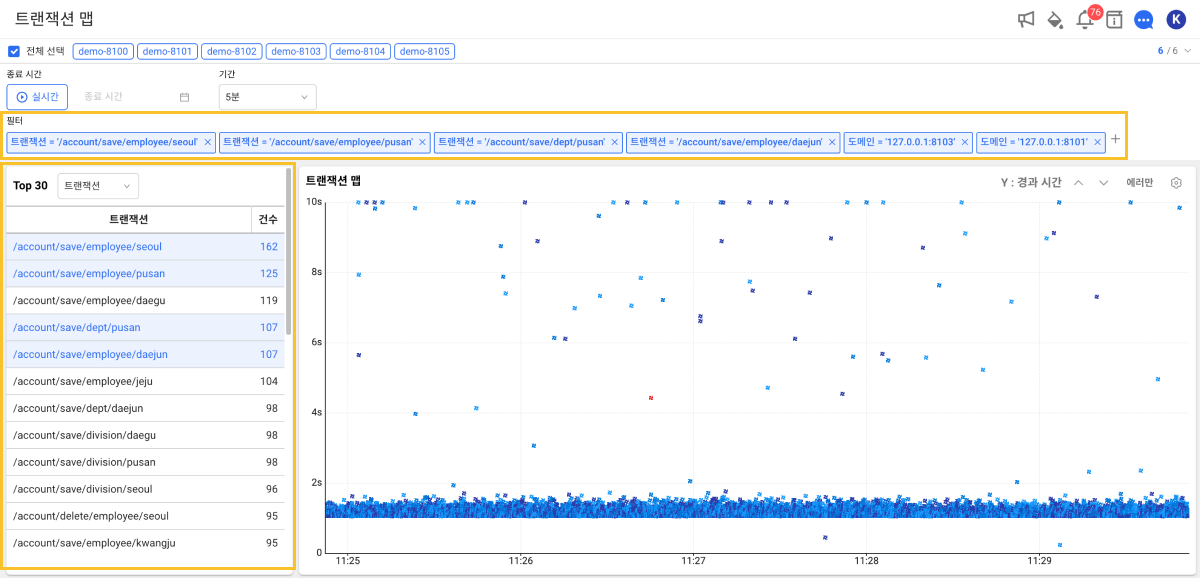 트랜잭션 맵
76
K
전체 선택 demo-8100 demo-8101 demo-8102 demo-8103 demo-8104 demo-8105 6 / 6
종료 시간 기간
실시간 종료 시간 5분
필터
트랜잭션 = '/account/save/employee/seoul' × 트랜잭션 = '/account/save/employee/pusan' × 트랜잭션 = '/account/save/dept/pusan' × 트랜잭션 = '/account/save/employee/daejun' × 도메인 = '127.0.0.1:8103' × 도메인 = '127.0.0.1:8101' × +
Top 30 트랜잭션
트랜잭션 건수
/account/save/employee/seoul 162
/account/save/employee/pusan 125
/account/save/employee/daegu 119
/account/save/dept/pusan 107
/account/save/employee/daejun 107
/account/save/employee/jeju 104
/account/save/dept/daejun 98
/account/save/division/daegu 98
/account/save/division/pusan 98
/account/save/division/seoul 96
/account/delete/employee/seoul 95
/account/save/employee/kwangju 95
트랜잭션 맵 Y : 경과 시간 에러만
10s
8s
6s
4s
2s
0
11:25 11:26 11:27 11:28 11:29